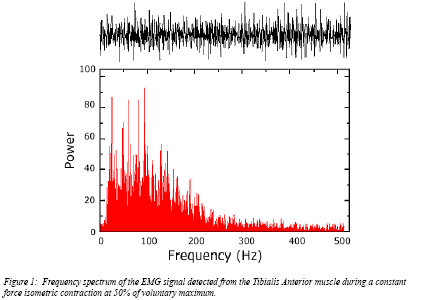 100
80
60
40
20
0
Power
0 100 200 300 400 500
Frequency (Hz)
Figure 1: Frequency spectrum of the EMG signal detected from the Tibialis Anterior muscle during a constant
force isometric contraction at 50% of voluntary maximum.